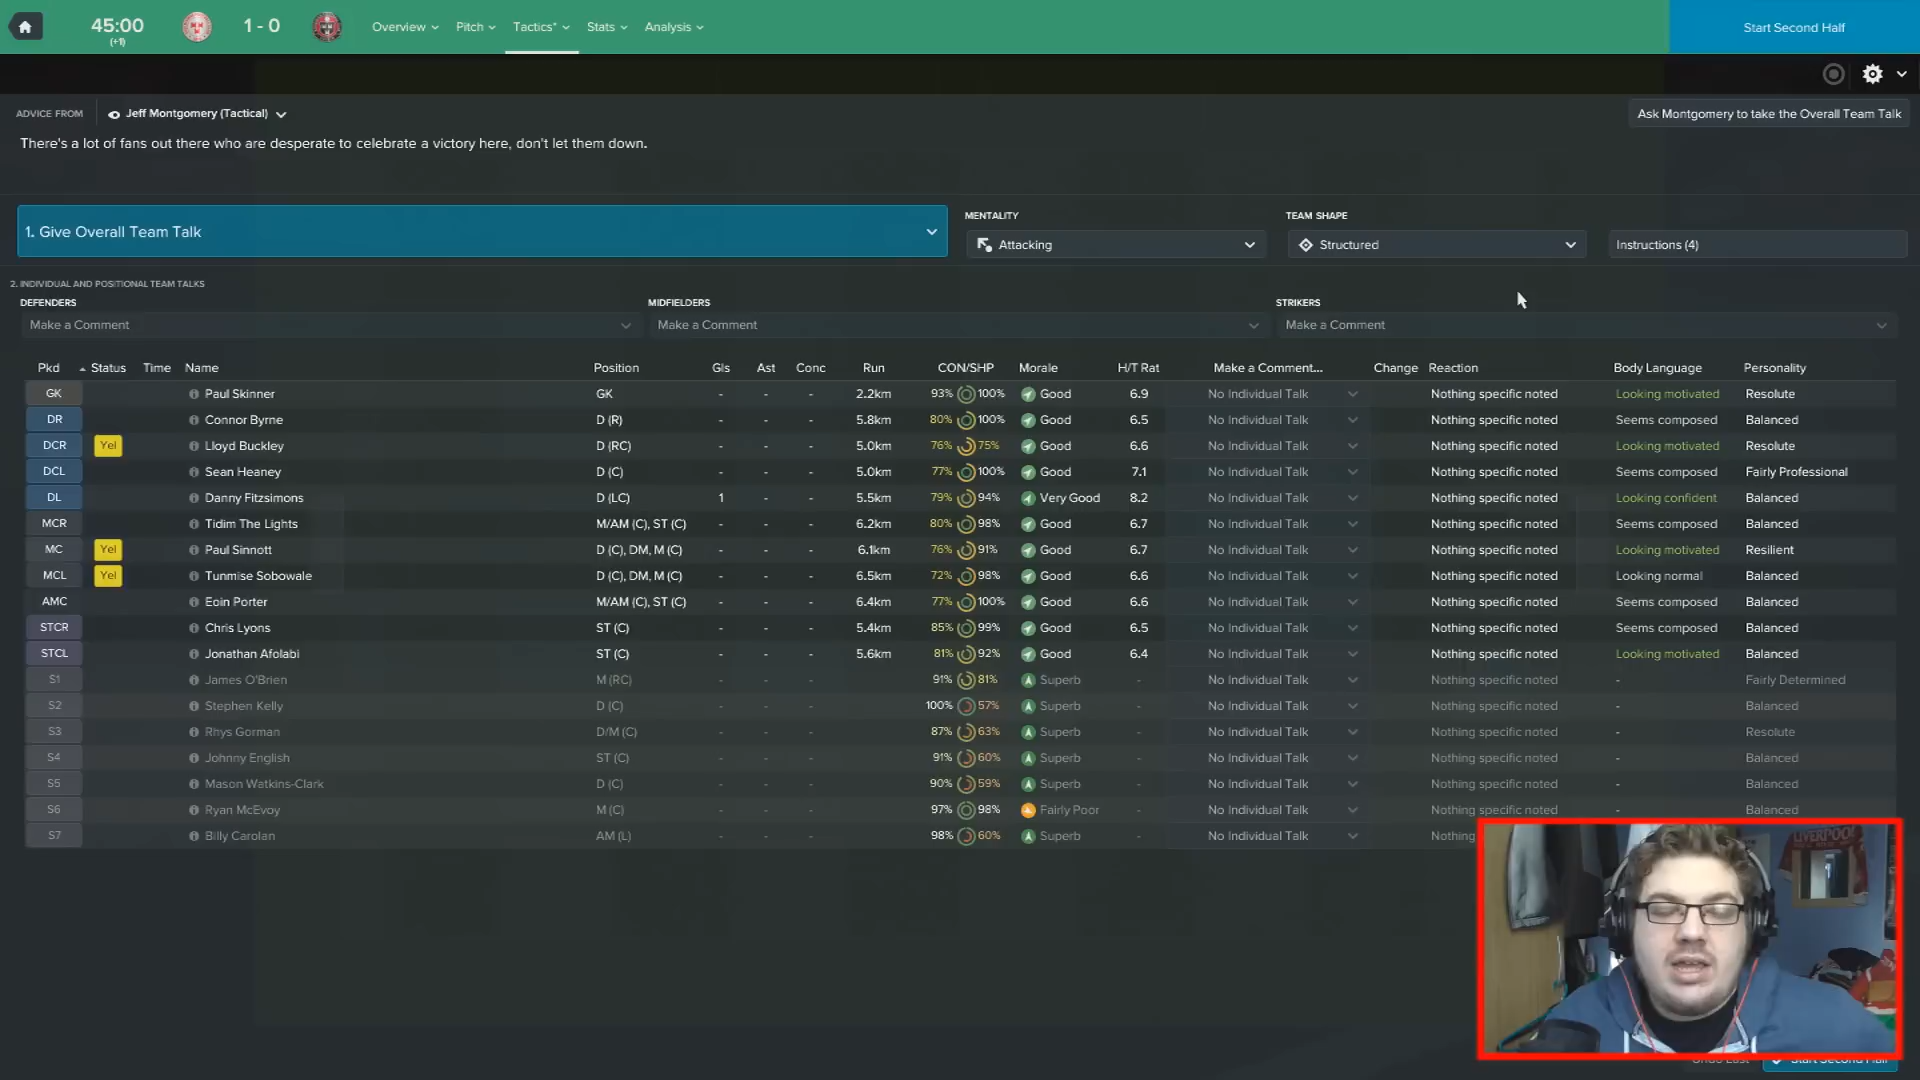 45:00 1 - 0 Overview Pitch Tactics* Stats Analysis Start Second Half
(+1)
ADVICE FROM Jeff Montgomery (Tactical) Ask Montgomery to take the Overall Team Talk
There's a lot of fans out there who are desperate to celebrate a victory here, don't let them down.
MENTALITY TEAM SHAPE
1. Give Overall Team Talk Attacking Structured Instructions (4)
2. INDIVIDUAL AND POSITIONAL TEAM TALKS
DEFENDERS MIDFIELDERS STRIKERS
Make a Comment Make a Comment Make a Comment
Pkd Status Time Name Position Gls Ast Conc Run CON/SHP Morale H/T Rat Make a Comment... Change Reaction Body Language Personality
GK Paul Skinner GK - - - 2.2km 93% 100% Good 6.9 No Individual Talk Nothing specific noted Looking motivated Resolute
DR Connor Byrne D (R) - - - 5.8km 80% 100% Good 6.5 No Individual Talk Nothing specific noted Seems composed Balanced
DCR Yel Lloyd Buckley D (RC) - - - 5.0km 76% 75% Good 6.6 No Individual Talk Nothing specific noted Looking motivated Resolute
DCL Sean Heaney D (C) - - - 5.0km 77% 100% Good 7.1 No Individual Talk Nothing specific noted Seems composed Fairly Professional
DL Danny Fitzsimons D (LC) 1 - - 5.5km 79% 94% Very Good 8.2 No Individual Talk Nothing specific noted Looking confident Balanced
MCR Tidim The Lights M/AM (C), ST (C) - - - 6.2km 80% 98% Good 6.7 No Individual Talk Nothing specific noted Seems composed Balanced
MC Yel Paul Sinnott D (C), DM, M (C) - - - 6.1km 76% 91% Good 6.7 No Individual Talk Nothing specific noted Looking motivated Resilient
MCL Yel Tunmise Sobowale D (C), DM, M (C) - - - 6.5km 72% 98% Good 6.6 No Individual Talk Nothing specific noted Looking normal Balanced
AMC Eoin Porter M/AM (C), ST (C) - - - 6.4km 77% 100% Good 6.6 No Individual Talk Nothing specific noted Seems composed Balanced
STCR Chris Lyons ST (C) - - - 5.4km 85% 99% Good 6.5 No Individual Talk Nothing specific noted Seems composed Balanced
STCL Jonathan Afolabi ST (C) - - - 5.6km 81% 92% Good 6.4 No Individual Talk Nothing specific noted Looking motivated Balanced
S1 James O'Brien M (RC) - - - 91% 81% Superb - No Individual Talk Nothing specific noted - Fairly Determined
S2 Stephen Kelly D (C) - - - 100% 57% Superb - No Individual Talk Nothing specific noted - Balanced
S3 Rhys Gorman D/M (C) - - - 87% 63% Superb - No Individual Talk Nothing specific noted - Resolute
S4 Johnny English ST (C) - - - 91% 60% Superb - No Individual Talk Nothing specific noted - Balanced
S5 Mason Watkins-Clark D (C) - - - 90% 59% Superb - No Individual Talk Nothing specific noted - Balanced
S6 Ryan McEvoy M (C) - - - 97% 98% Fairly Poor - No Individual Talk Nothing specific noted - Balanced
S7 Billy Carolan AM (L) - - - 98% 60% Superb - No Individual Talk Nothing
LIVERPOOL
Undo Last Start Second Half